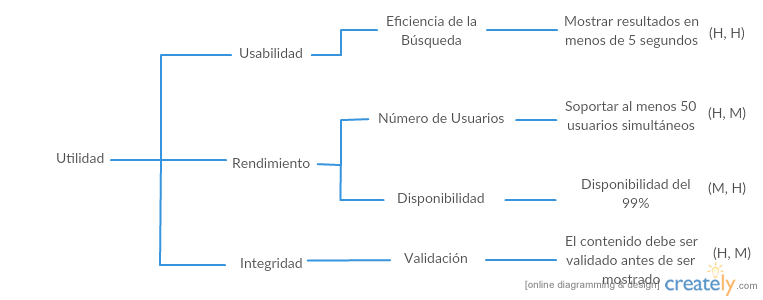 Eficiencia de la
Búsqueda
Mostrar resultados en
menos de 5 segundos
(H, H)
Usabilidad
Número de Usuarios
Soportar al menos 50
usuarios simultáneos
(H, M)
Utilidad
Rendimiento
Disponibilidad
Disponibilidad del
99%
(M, H)
Integridad
Validación
El contenido debe ser
validado antes de ser
mostrado
(H, M)
[online diagramming & design]
creately.com